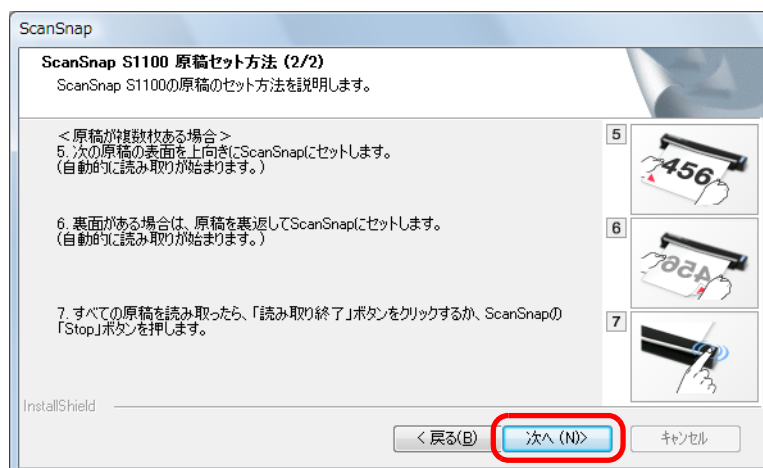 ScanSnap
ScanSnap S1100 原稿セット方法 (2/2)
ScanSnap S1100の原稿のセット方法を説明します。
<原稿が複数枚ある場合>
5. 次の原稿の表面を上向きにScanSnapにセットします。
(自動的に読み取りが始まります。)
5
456
6. 裏面がある場合は、原稿を裏返してScanSnapにセットします。
(自動的に読み取りが始まります。)
6
456
7. すべての原稿を読み取ったら、「読み取り終了」ボタンをクリックするか、ScanSnapの
「Stop」ボタンを押します。
7
InstallShield
< 戻る(B)
次へ (N)>
キャンセル